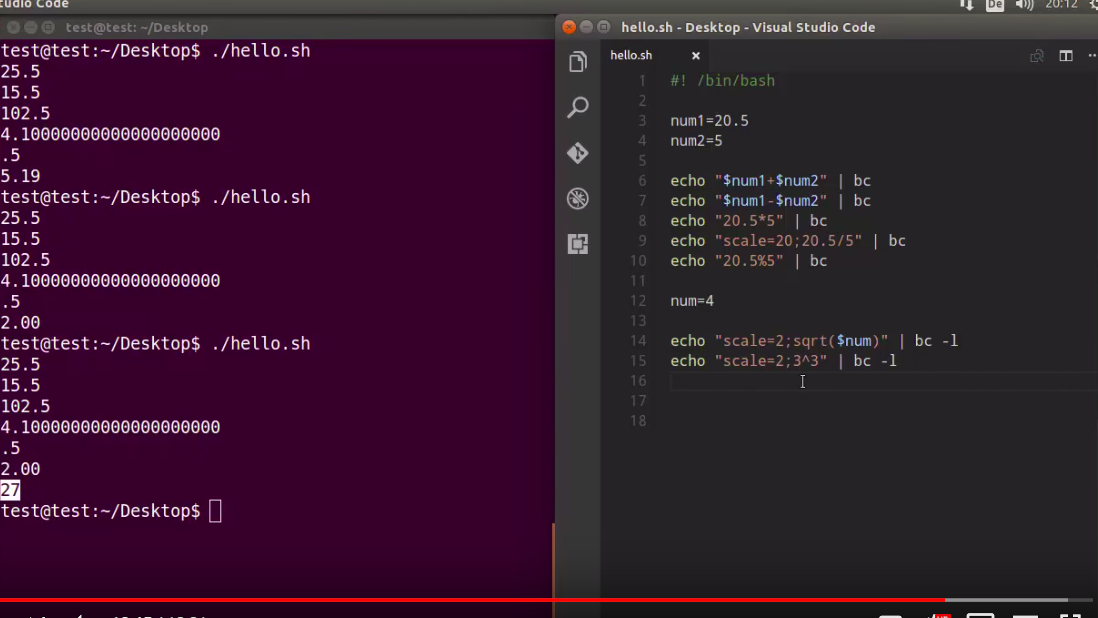 tudio Code
De
20:12
test@test: ~/Desktop
test@test:~/Desktop$ ./hello.sh
25.5
15.5
102.5
4.10000000000000000000
.5
5.19
test@test:~/Desktop$ ./hello.sh
25.5
15.5
102.5
4.10000000000000000000
.5
2.00
test@test:~/Desktop$ ./hello.sh
25.5
15.5
102.5
4.10000000000000000000
.5
2.00
27
test@test:~/Desktop$
hello.sh - Desktop - Visual Studio Code
hello.sh
1 #! /bin/bash
2
3 num1=20.5
4 num2=5
5
6 echo "$num1+$num2" | bc
7 echo "$num1-$num2" | bc
8 echo "20.5*5" | bc
9 echo "scale=20;20.5/5" | bc
10 echo "20.5%5" | bc
11
12 num=4
13
14 echo "scale=2;sqrt($num)" | bc -l
15 echo "scale=2;3^3" | bc -l
16
17
18